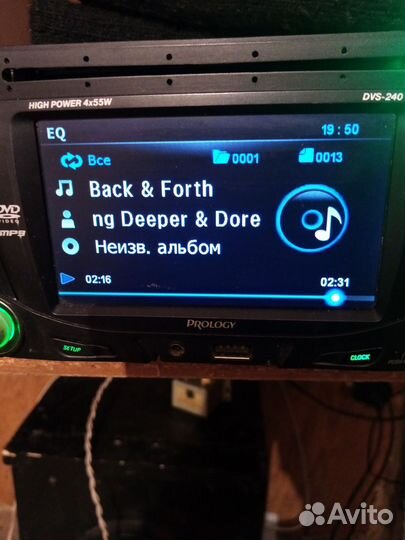 HIGH POWER 4x55W
DVS-240
EQ
19 : 50
Все
0001
0013
Back & Forth
ng Deeper & Dore
Неизв. альбом
02:16
02:31
DVD
VIDEO
MP3
PROLOGY
SETUP
CLOCK
Avito